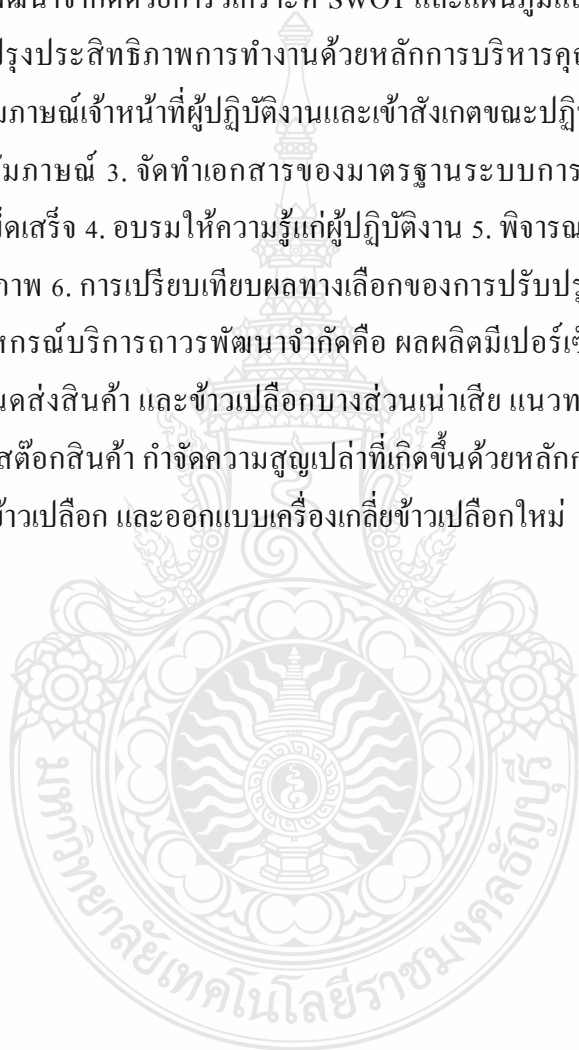 พัฒนาจำกัดด้วยการวิเคราะห์ SWOT และแผนภูมิแ
ปรุงประสิทธิภาพการทำงานด้วยหลักการบริหารคุณ
มภาษณ์เจ้าหน้าที่ผู้ปฏิบัติงานและเข้าสังเกตขณะปฏิบ
ัมภาษณ์ 3. จัดทำเอกสารของมาตรฐานระบบการ
็ดเสร็จ 4. อบรมให้ความรู้แก่ผู้ปฏิบัติงาน 5. พิจารณ
าภาพ 6. การเปรียบเทียบผลทางเลือกของการปรับปรุ
หกรณ์บริการถาวรพัฒนาจำกัดคือ ผลผลิตมีเปอร์เซ็
นดส่งสินค้า และข้าวเปลือกบางส่วนเน่าเสีย แนวท
สต๊อกสินค้า กำจัดความสูญเปล่าที่เกิดขึ้นด้วยหลักก
ข้าวเปลือก และออกแบบเครื่องเกลี่ยข้าวเปลือกใหม่
มหาวิทยาลัยเทคโนโลยีราชมงคลธัญบุรี